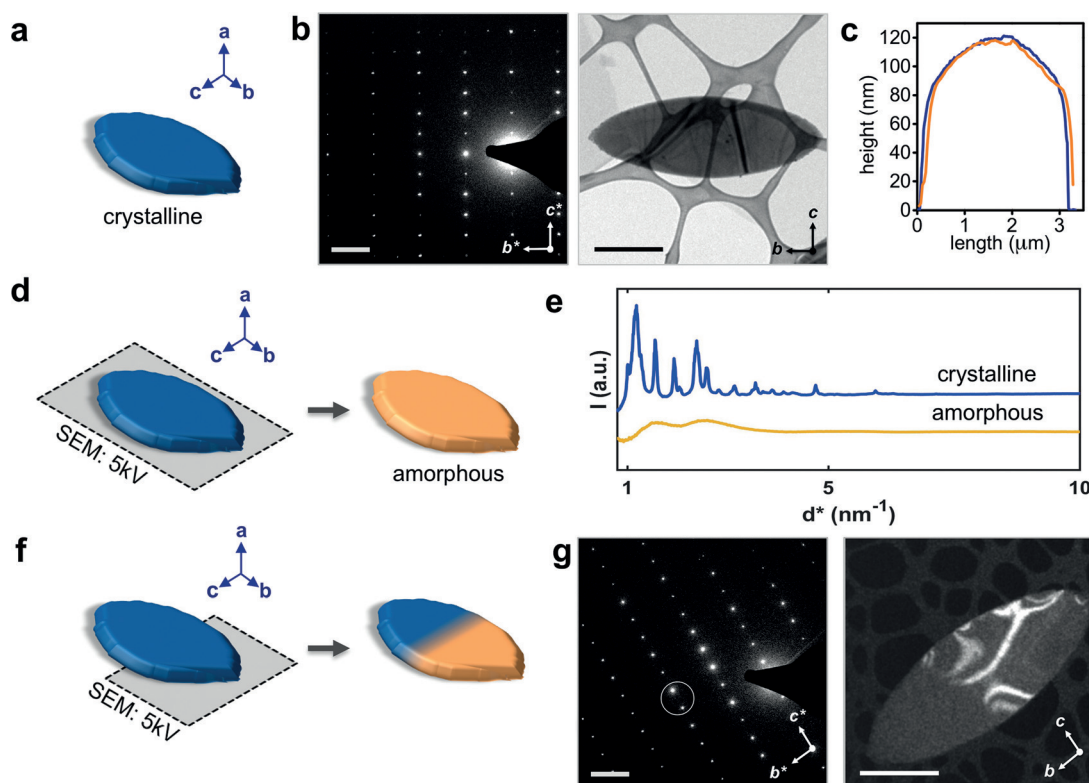 a
a
c
b
crystalline
b
c*
b*
c
b
c
height (nm)
120
100
80
60
40
20
0
0
1
2
3
length (μm)
d
a
c
b
SEM: 5kV
amorphous
e
I (a.u.)
crystalline
amorphous
1
5
10
d* (nm⁻¹)
f
a
c
b
SEM: 5kV
g
c*
b*
c
b